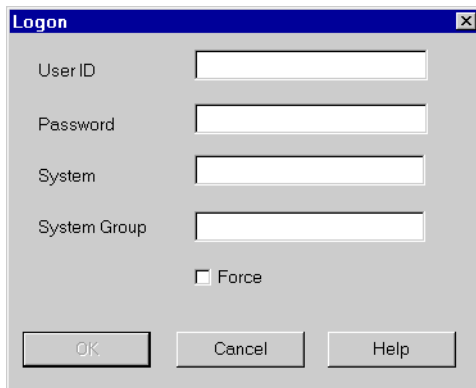 Logon
User ID
Password
System
System Group
Force
OK Cancel Help